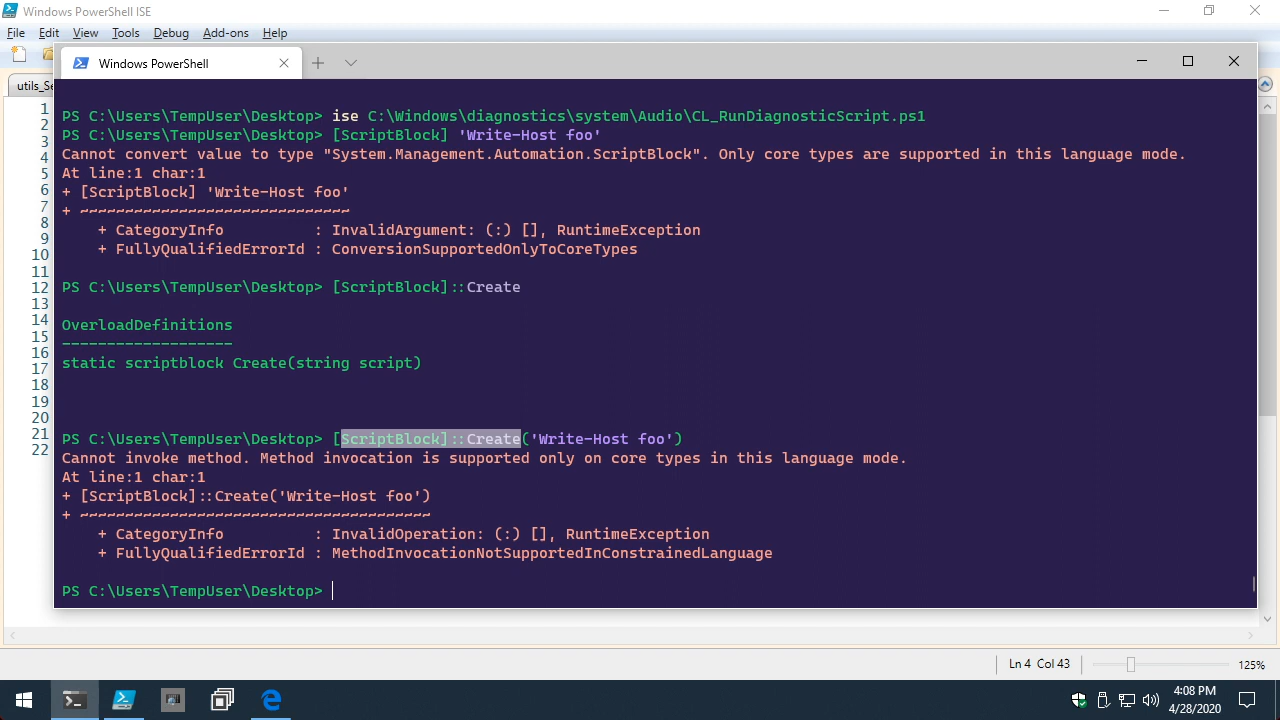 Windows PowerShell ISE
File Edit View Tools Debug Add-ons Help
Windows PowerShell
utils_Se
1
2
3
4
5
6
7
8
9
10
11
12
13
14
15
16
17
18
19
20
21
22
PS C:\Users\TempUser\Desktop> ise C:\Windows\diagnostics\system\Audio\CL_RunDiagnosticScript.ps1
PS C:\Users\TempUser\Desktop> [ScriptBlock] 'Write-Host foo'
Cannot convert value to type "System.Management.Automation.ScriptBlock". Only core types are supported in this language mode.
At line:1 char:1
+ [ScriptBlock] 'Write-Host foo'
+ ~~~~~~~~~~~~~~~~~~~~~~~~~~~~~~
    + CategoryInfo          : InvalidArgument: (:) [], RuntimeException
    + FullyQualifiedErrorId : ConversionSupportedOnlyToCoreTypes
PS C:\Users\TempUser\Desktop> [ScriptBlock]::Create
OverloadDefinitions
-------------------
static scriptblock Create(string script)
PS C:\Users\TempUser\Desktop> [ScriptBlock]::Create('Write-Host foo')
Cannot invoke method. Method invocation is supported only on core types in this language mode.
At line:1 char:1
+ [ScriptBlock]::Create('Write-Host foo')
+ ~~~~~~~~~~~~~~~~~~~~~~~~~~~~~~~~~~~~~~~
    + CategoryInfo          : InvalidOperation: (:) [], RuntimeException
    + FullyQualifiedErrorId : MethodInvocationNotSupportedInConstrainedLanguage
PS C:\Users\TempUser\Desktop>
Ln 4 Col 43 125%
4:08 PM
4/28/2020